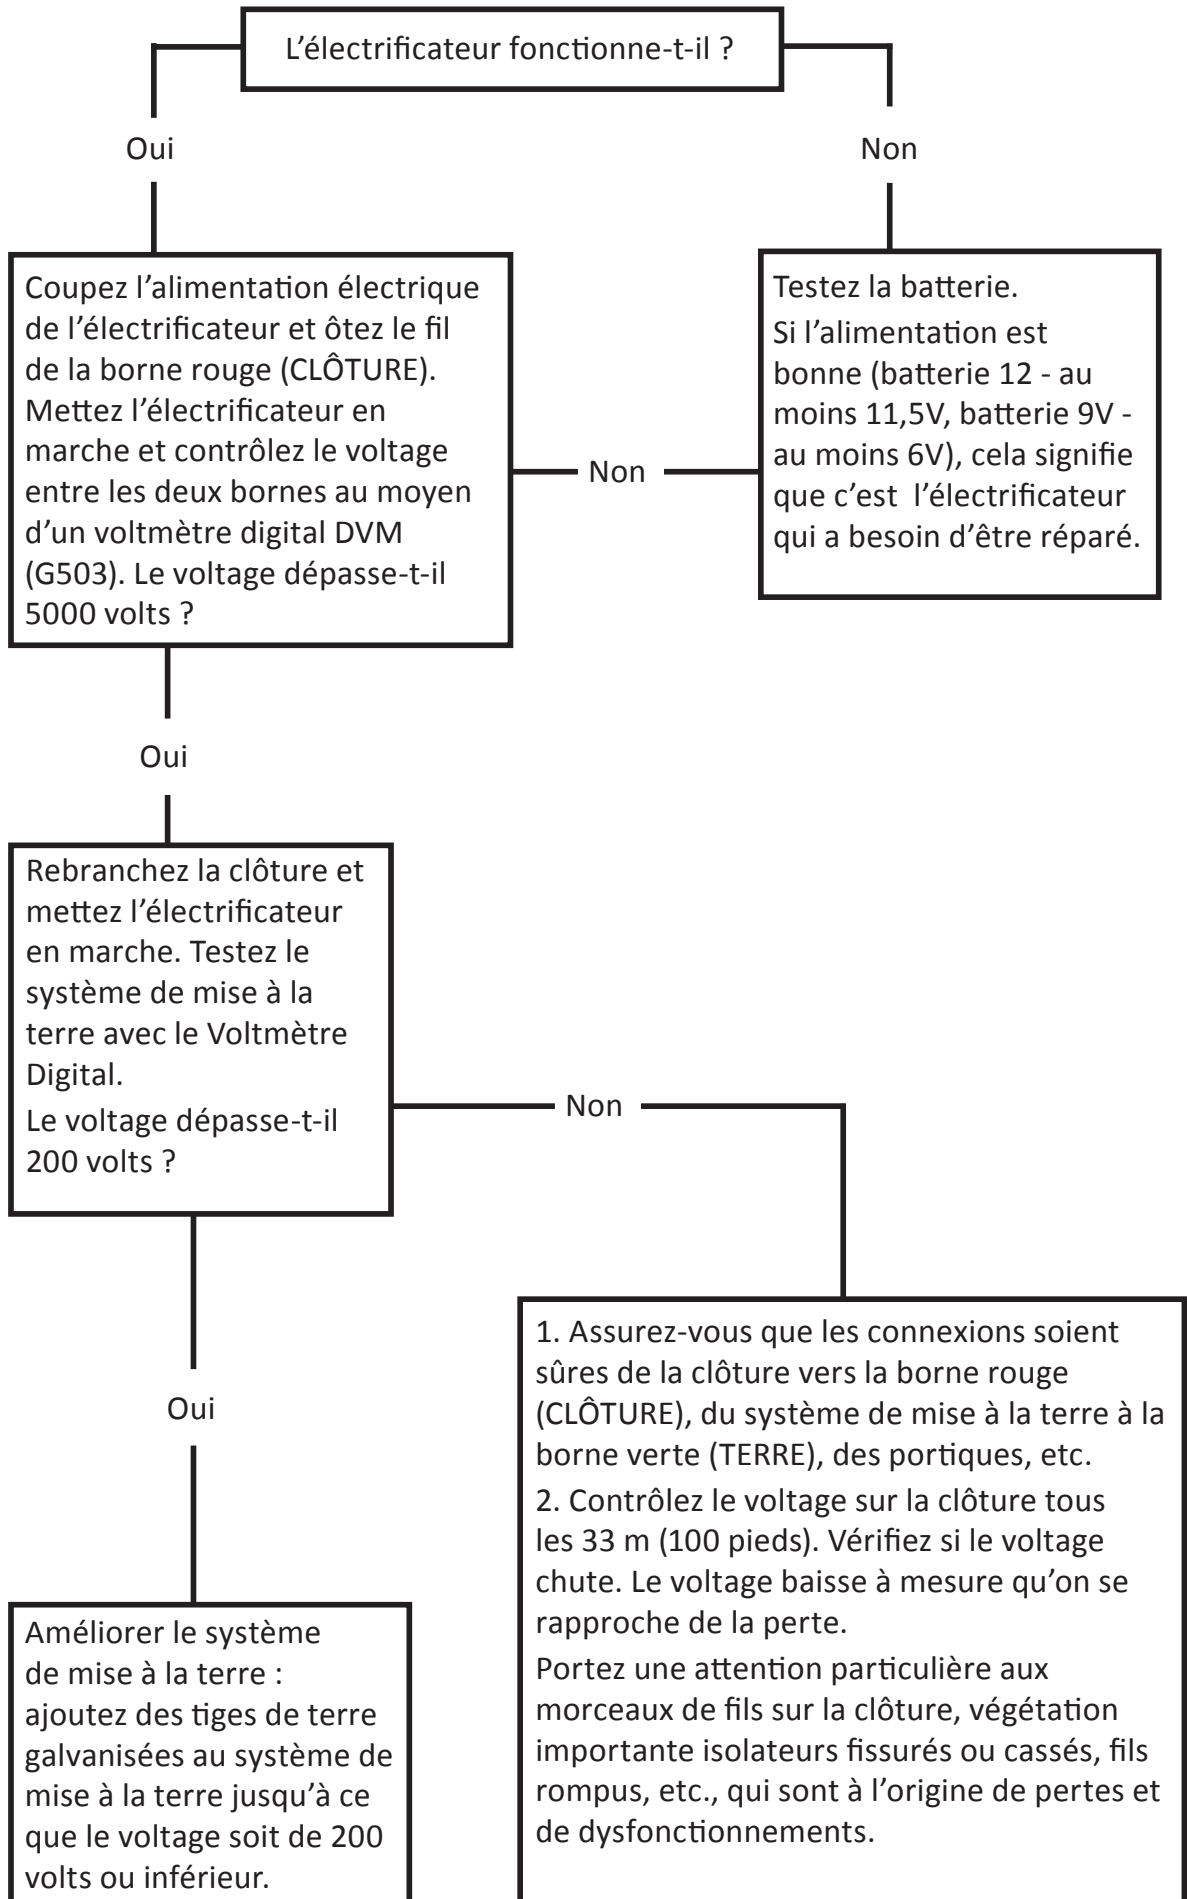 L'électrificateur fonctionne-t-il ?
Oui
Non
Coupez l'alimentation électrique
de l'électrificateur et ôtez le fil
de la borne rouge (CLÔTURE).
Mettez l'électrificateur en
marche et contrôlez le voltage
entre les deux bornes au moyen
d'un voltmètre digital DVM
(G503). Le voltage dépasse-t-il
5000 volts ?
Non
Testez la batterie.
Si l'alimentation est
bonne (batterie 12 - au
moins 11,5V, batterie 9V -
au moins 6V), cela signifie
que c'est  l'électrificateur
qui a besoin d'être réparé.
Oui
Rebranchez la clôture et
mettez l'électrificateur
en marche. Testez le
système de mise à la
terre avec le Voltmètre
Digital.
Le voltage dépasse-t-il
200 volts ?
Non
Oui
1. Assurez-vous que les connexions soient
sûres de la clôture vers la borne rouge
(CLÔTURE), du système de mise à la terre à la
borne verte (TERRE), des portiques, etc.
2. Contrôlez le voltage sur la clôture tous
les 33 m (100 pieds). Vérifiez si le voltage
chute. Le voltage baisse à mesure qu'on se
rapproche de la perte.
Portez une attention particulière aux
morceaux de fils sur la clôture, végétation
importante isolateurs fissurés ou cassés, fils
rompus, etc., qui sont à l'origine de pertes et
de dysfonctionnements.
Améliorer le système
de mise à la terre :
ajoutez des tiges de terre
galvanisées au système de
mise à la terre jusqu'à ce
que le voltage soit de 200
volts ou inférieur.